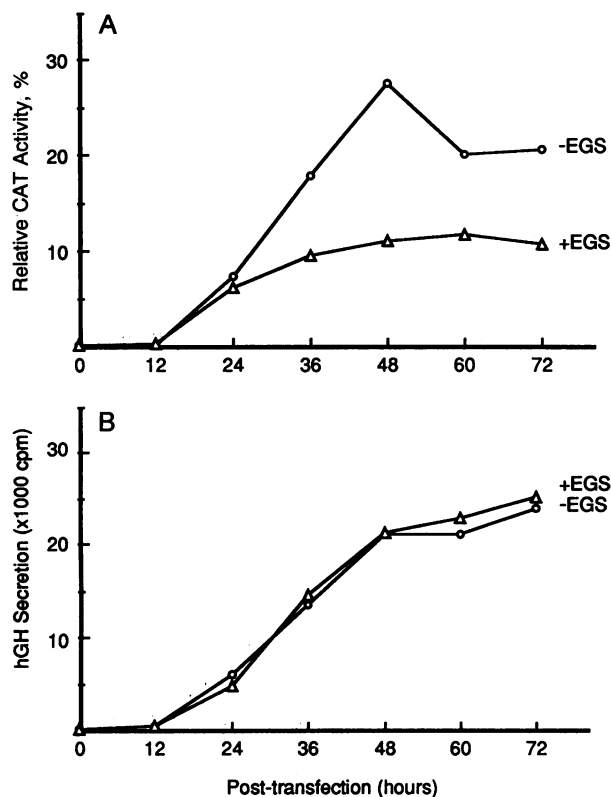 A
Relative CAT Activity, %
30
20
10
-EGS
+EGS
0 12 24 36 48 60 72
B
hGH Secretion (x1000 cpm)
30
20
10
+EGS
-EGS
0 12 24 36 48 60 72
Post-transfection (hours)